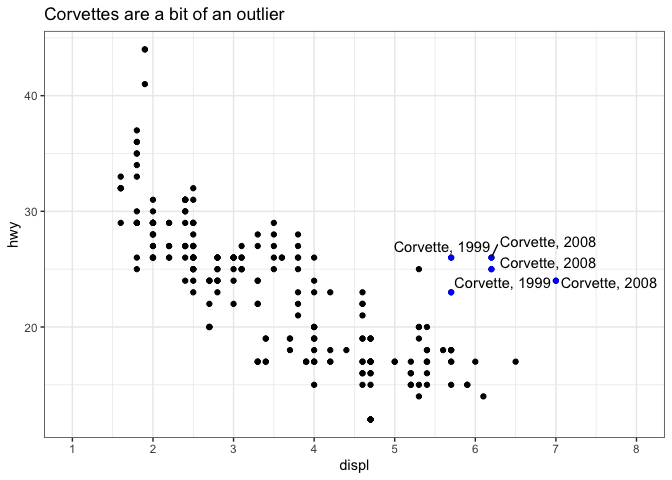 Corvettes are a bit of an outlier
40
30
20
hwy
Corvette, 1999
Corvette, 2008
Corvette, 2008
Corvette, 1999
Corvette, 2008
1 2 3 4 5 6 7 8
displ